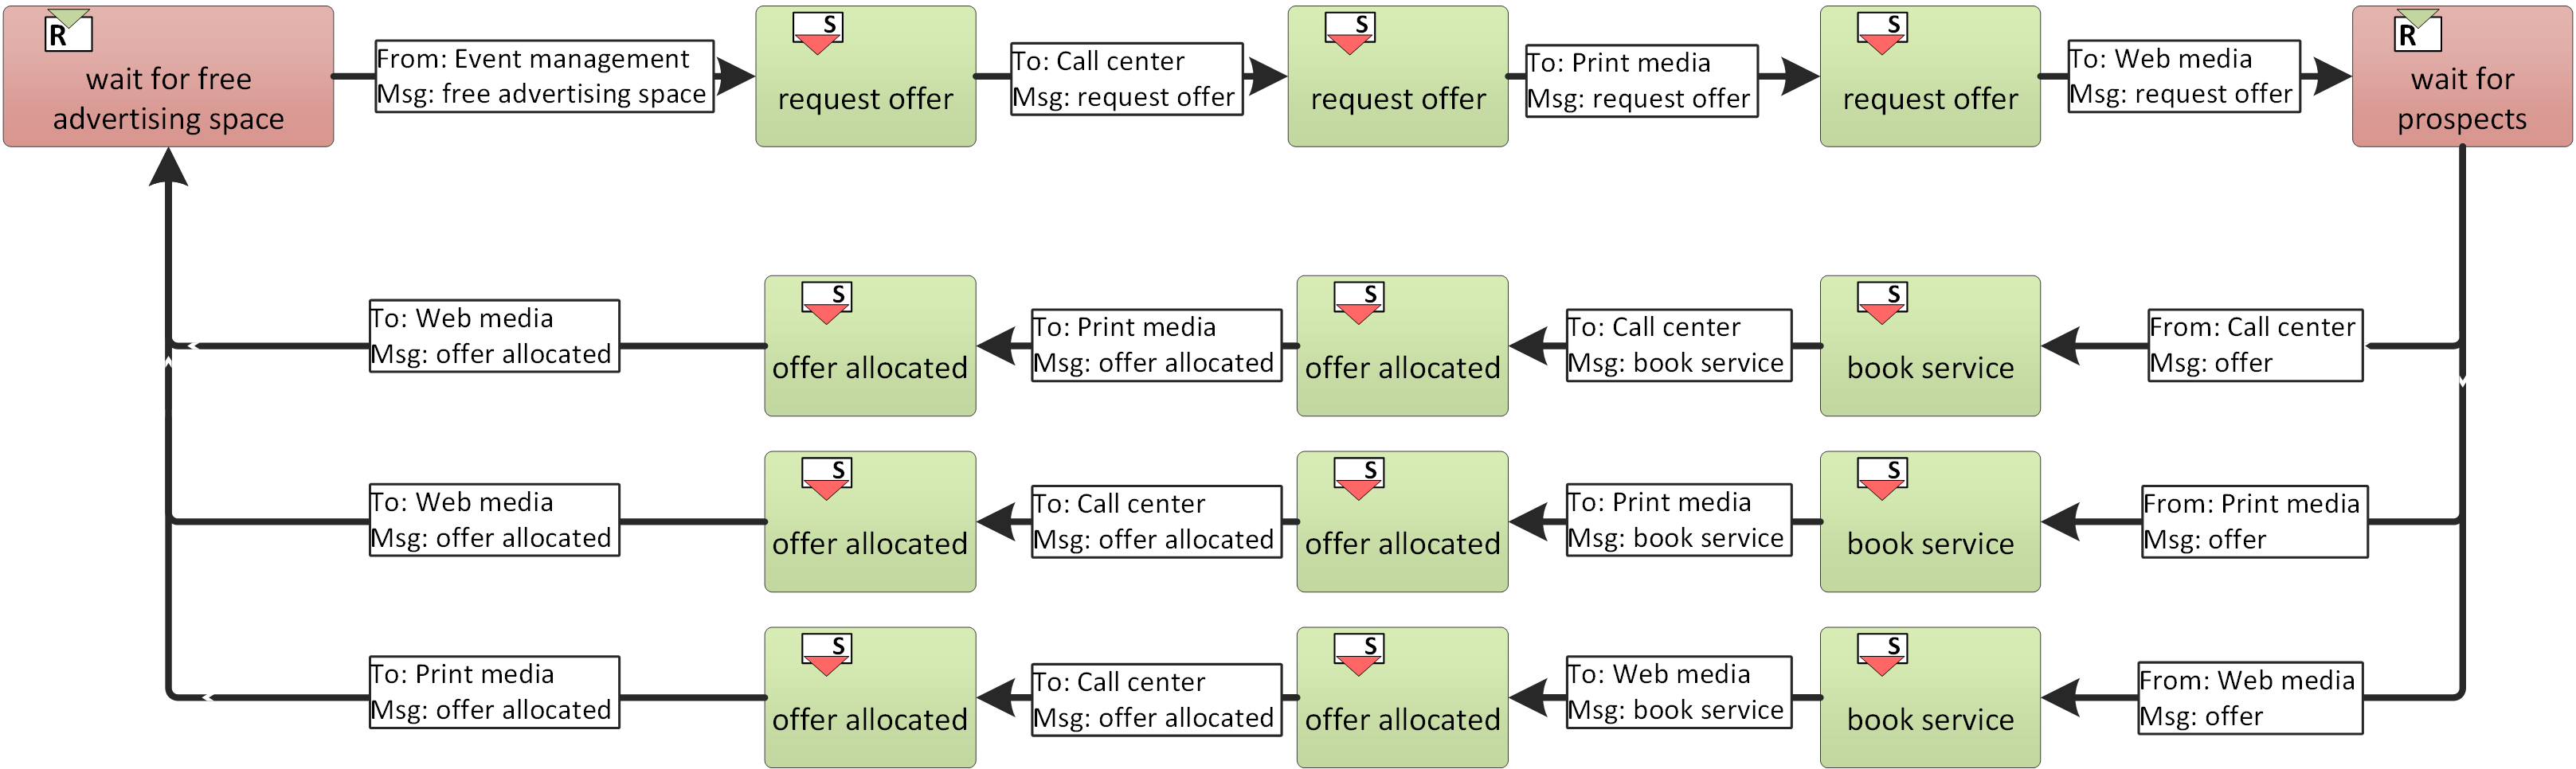 R
wait for free
advertising space
From: Event management
Msg: free advertising space
S
request offer
To: Call center
Msg: request offer
S
request offer
To: Print media
Msg: request offer
S
request offer
To: Web media
Msg: request offer
R
wait for
prospects
To: Web media
Msg: offer allocated
S
offer allocated
To: Print media
Msg: offer allocated
S
offer allocated
To: Call center
Msg: book service
S
book service
From: Call center
Msg: offer
To: Web media
Msg: offer allocated
S
offer allocated
To: Call center
Msg: offer allocated
S
offer allocated
To: Print media
Msg: book service
S
book service
From: Print media
Msg: offer
To: Print media
Msg: offer allocated
S
offer allocated
To: Call center
Msg: offer allocated
S
offer allocated
To: Web media
Msg: book service
S
book service
From: Web media
Msg: offer